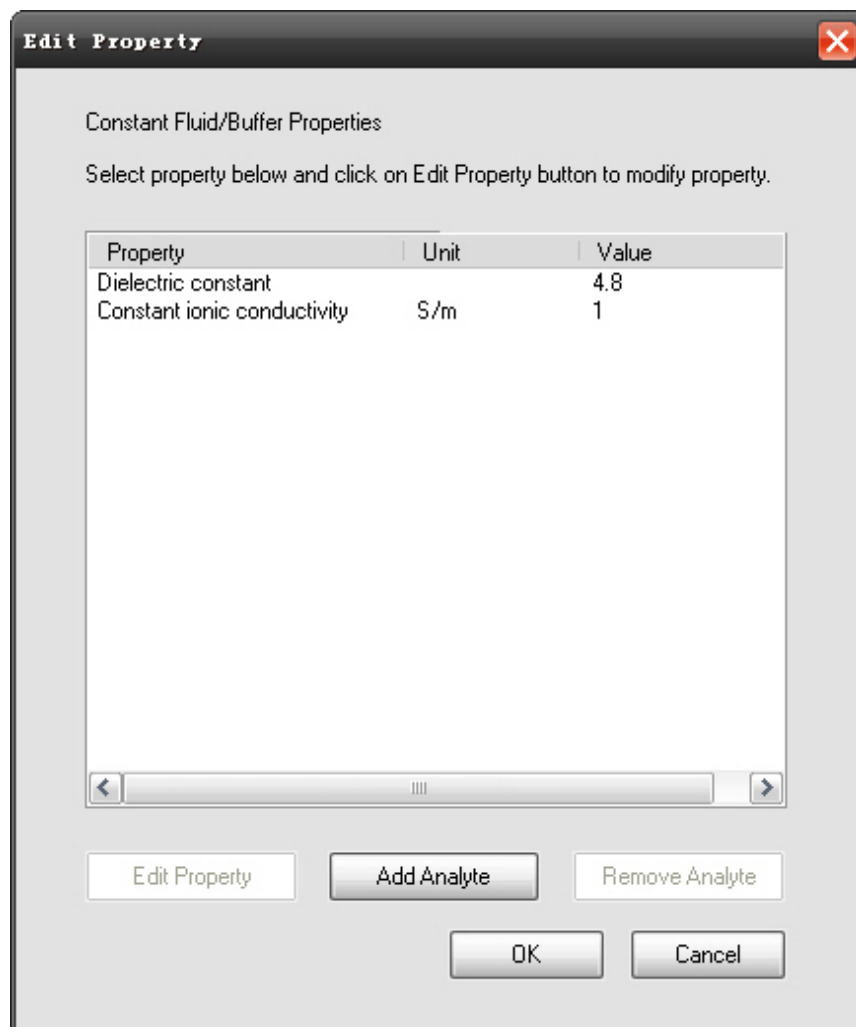 Edit Property
Constant Fluid/Buffer Properties
Select property below and click on Edit Property button to modify property.
Property Unit Value
Dielectric constant 4.8
Constant ionic conductivity S/m 1
Edit Property Add Analyte Remove Analyte
OK Cancel